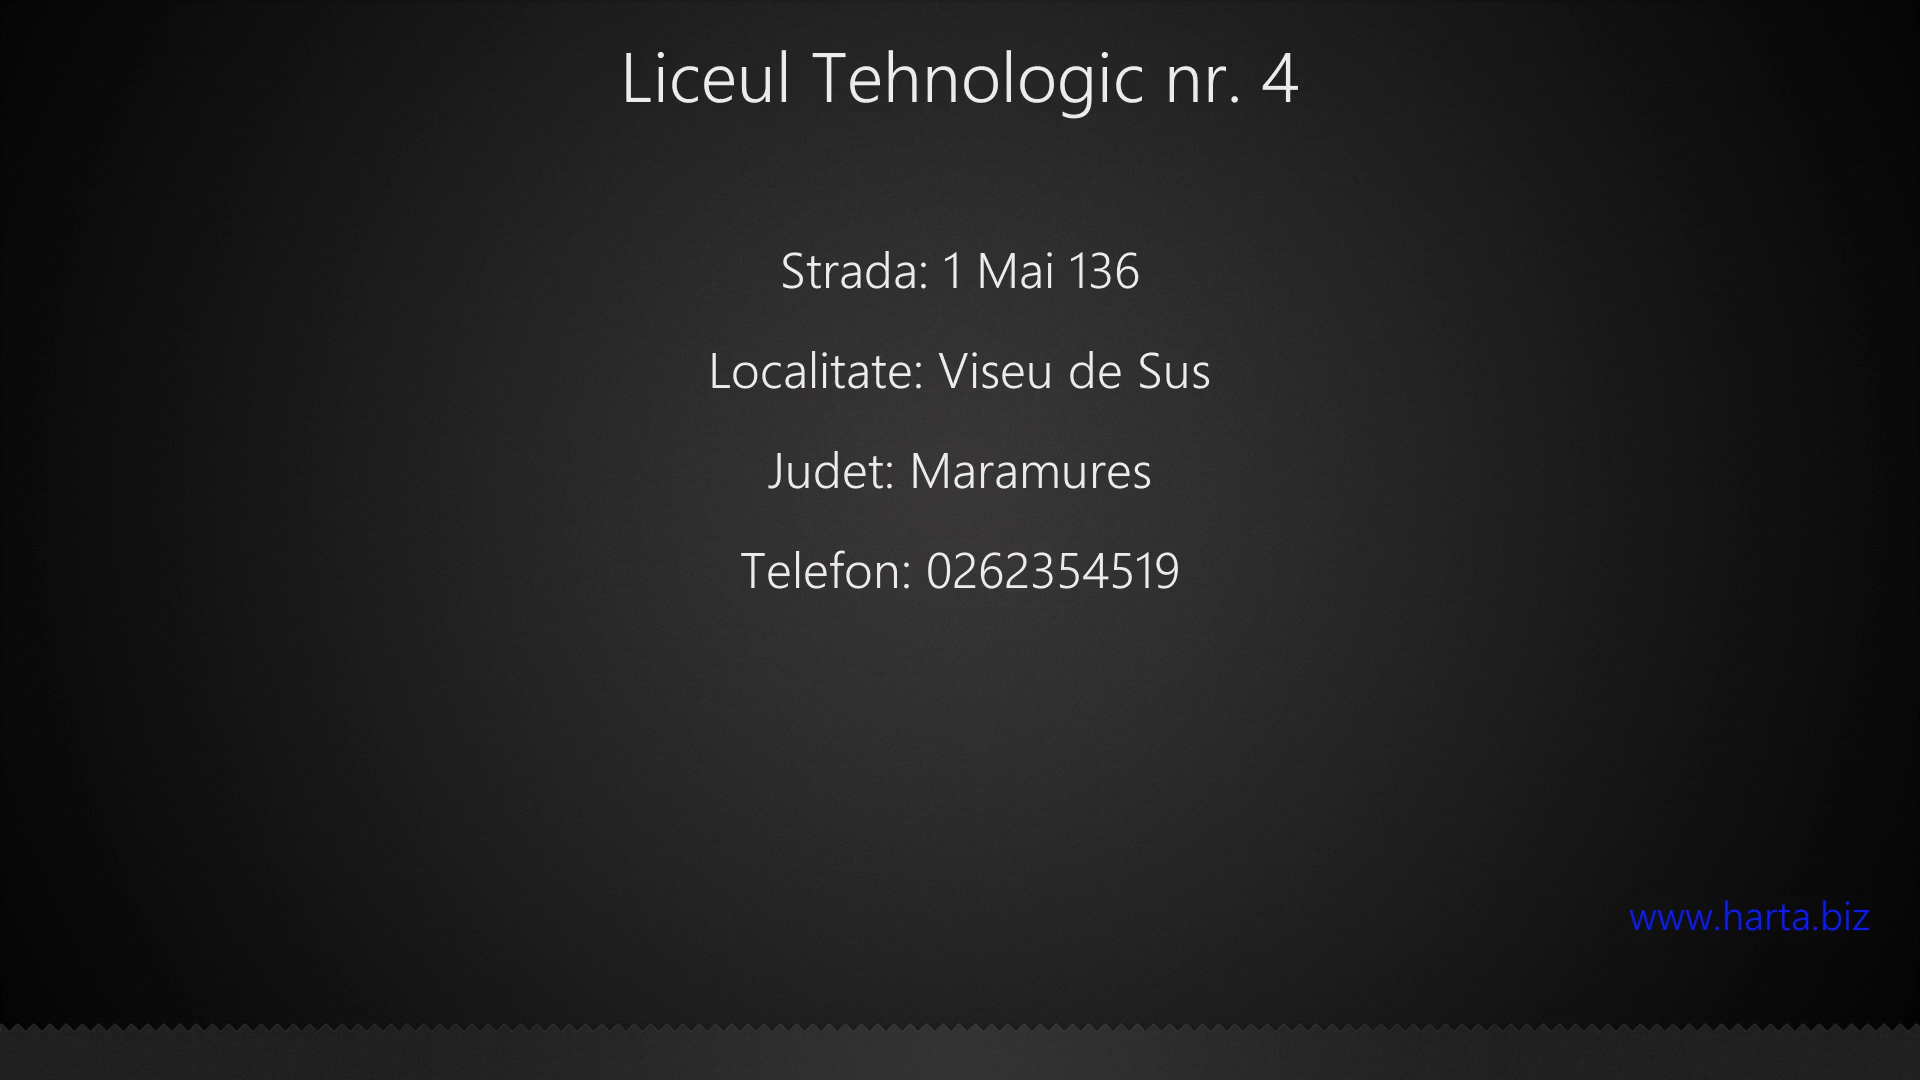 Liceul Tehnologic nr. 4
Strada: 1 Mai 136
Localitate: Viseu de Sus
Judet: Maramures
Telefon: 0262354519
www.harta.biz